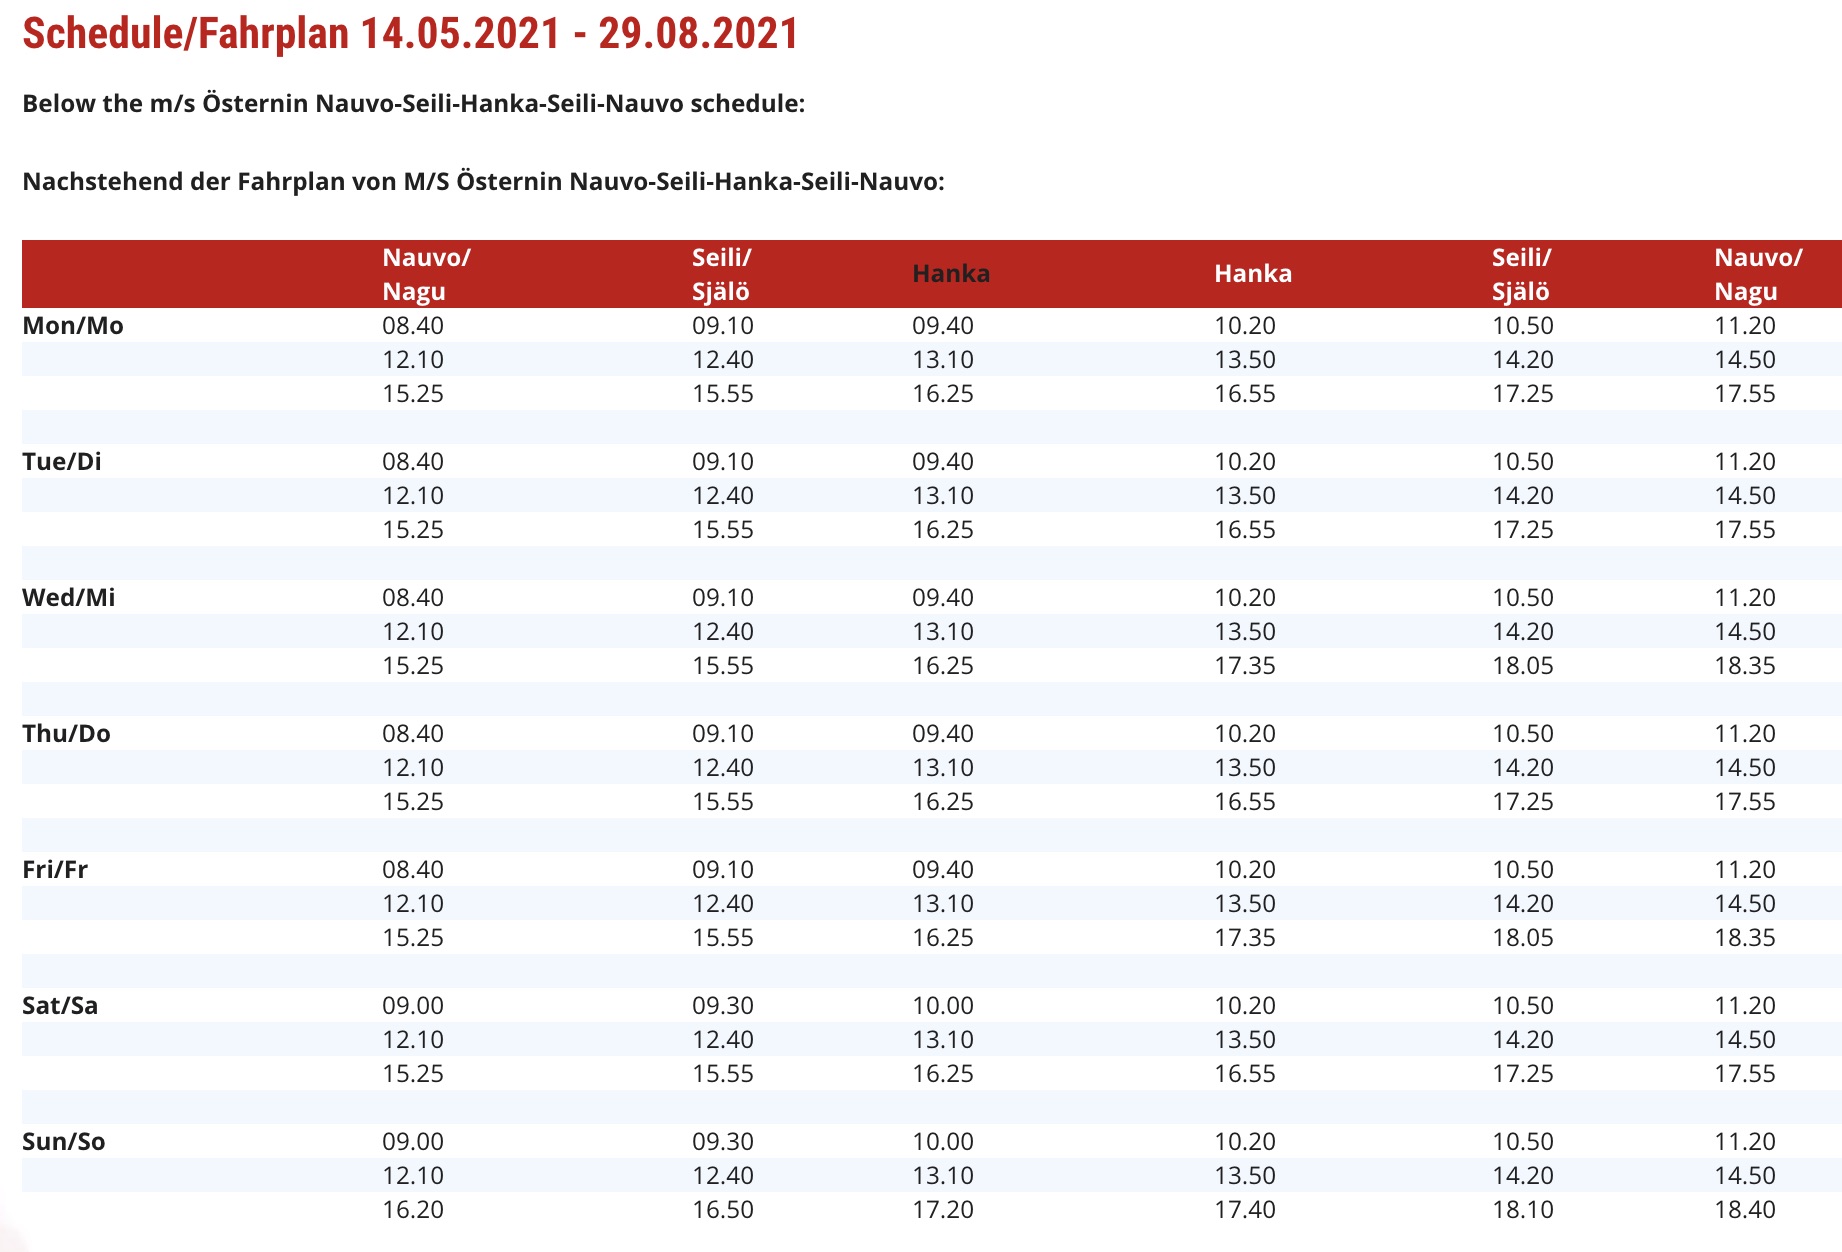 Schedule/Fahrplan 14.05.2021 - 29.08.2021
Below the m/s Östernin Nauvo-Seili-Hanka-Seili-Nauvo schedule:
Nachstehend der Fahrplan von M/S Östernin Nauvo-Seili-Hanka-Seili-Nauvo:
Nauvo/ Nagu Seili/ Själö Hanka Hanka Seili/ Själö Nauvo/ Nagu
Mon/Mo 08.40 09.10 09.40 10.20 10.50 11.20
12.10 12.40 13.10 13.50 14.20 14.50
15.25 15.55 16.25 16.55 17.25 17.55
Tue/Di 08.40 09.10 09.40 10.20 10.50 11.20
12.10 12.40 13.10 13.50 14.20 14.50
15.25 15.55 16.25 16.55 17.25 17.55
Wed/Mi 08.40 09.10 09.40 10.20 10.50 11.20
12.10 12.40 13.10 13.50 14.20 14.50
15.25 15.55 16.25 17.35 18.05 18.35
Thu/Do 08.40 09.10 09.40 10.20 10.50 11.20
12.10 12.40 13.10 13.50 14.20 14.50
15.25 15.55 16.25 16.55 17.25 17.55
Fri/Fr 08.40 09.10 09.40 10.20 10.50 11.20
12.10 12.40 13.10 13.50 14.20 14.50
15.25 15.55 16.25 17.35 18.05 18.35
Sat/Sa 09.00 09.30 10.00 10.20 10.50 11.20
12.10 12.40 13.10 13.50 14.20 14.50
15.25 15.55 16.25 16.55 17.25 17.55
Sun/So 09.00 09.30 10.00 10.20 10.50 11.20
12.10 12.40 13.10 13.50 14.20 14.50
16.20 16.50 17.20 17.40 18.10 18.40